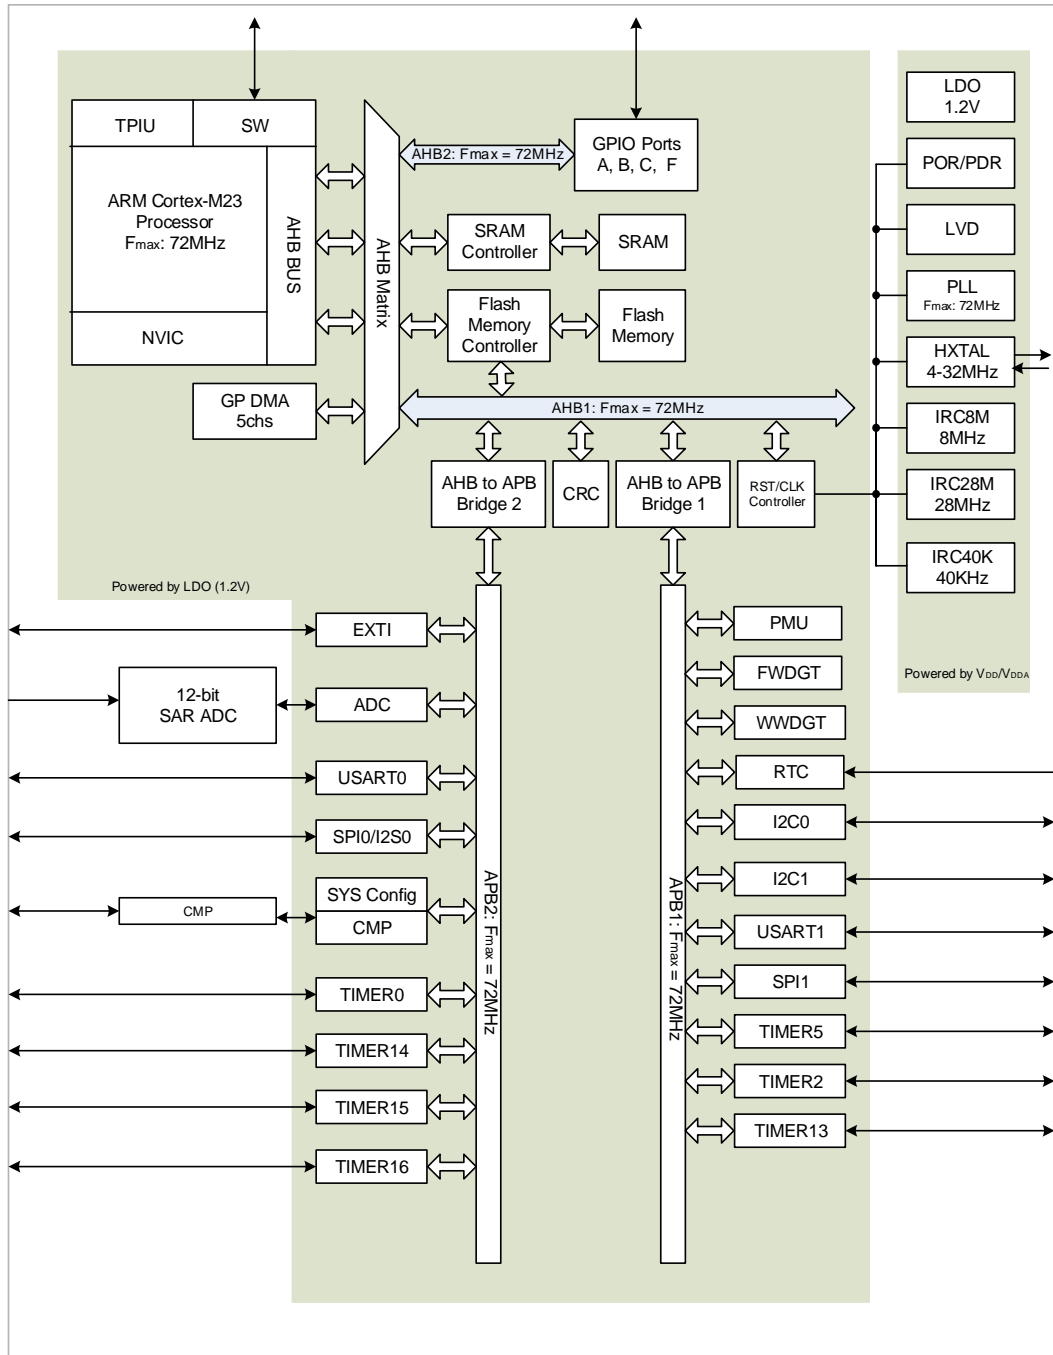 TPIU
SW
ARM Cortex-M23
Processor
Fmax: 72MHz
NVIC
AHB BUS
GP DMA
5chs
AHB Matrix
AHB2: Fmax = 72MHz
GPIO Ports
A, B, C, F
SRAM
Controller
SRAM
Flash
Memory
Controller
Flash
Memory
AHB1: Fmax = 72MHz
AHB to APB
Bridge 2
CRC
AHB to APB
Bridge 1
RST/CLK
Controller
LDO
1.2V
POR/PDR
LVD
PLL
Fmax: 72MHz
HXTAL
4-32MHz
IRC8M
8MHz
IRC28M
28MHz
IRC40K
40KHz
Powered by VDD/VDDA
Powered by LDO (1.2V)
EXTI
12-bit
SAR ADC
ADC
USART0
SPI0/I2S0
CMP
SYS Config
CMP
TIMER0
TIMER14
TIMER15
TIMER16
APB2: Fmax = 72MHz
APB1: Fmax = 72MHz
PMU
FWDGT
WWDGT
RTC
I2C0
I2C1
USART1
SPI1
TIMER5
TIMER2
TIMER13